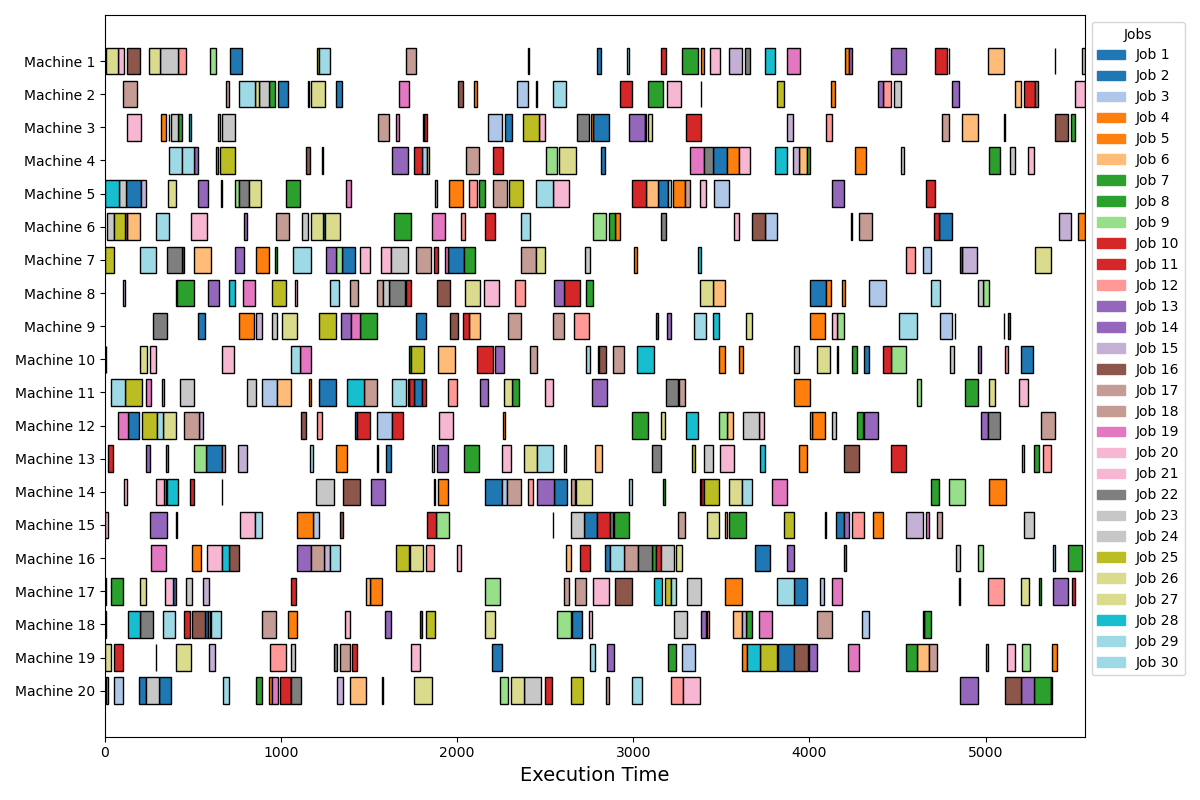 Machine 1
Machine 2
Machine 3
Machine 4
Machine 5
Machine 6
Machine 7
Machine 8
Machine 9
Machine 10
Machine 11
Machine 12
Machine 13
Machine 14
Machine 15
Machine 16
Machine 17
Machine 18
Machine 19
Machine 20
0 1000 2000 3000 4000 5000
Execution Time
Jobs
Job 1
Job 2
Job 3
Job 4
Job 5
Job 6
Job 7
Job 8
Job 9
Job 10
Job 11
Job 12
Job 13
Job 14
Job 15
Job 16
Job 17
Job 18
Job 19
Job 20
Job 21
Job 22
Job 23
Job 24
Job 25
Job 26
Job 27
Job 28
Job 29
Job 30